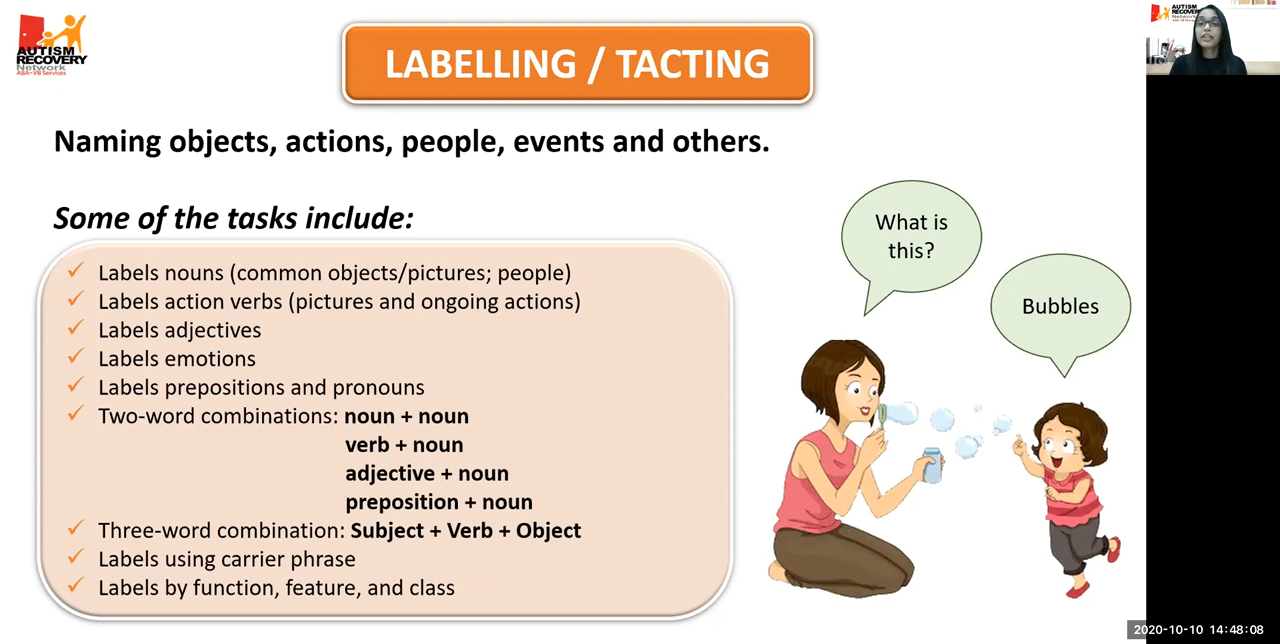 AUTISM
RECOVERY
Network
ABA-VB Services
LABELLING / TACTING
AUTISM
RECOVERY
Naming objects, actions, people, events and others.
Some of the tasks include:
✓ Labels nouns (common objects/pictures; people)
✓ Labels action verbs (pictures and ongoing actions)
✓ Labels adjectives
✓ Labels emotions
✓ Labels prepositions and pronouns
✓ Two-word combinations: noun + noun
verb + noun
adjective + noun
preposition + noun
✓ Three-word combination: Subject + Verb + Object
✓ Labels using carrier phrase
✓ Labels by function, feature, and class
What is
this?
Bubbles
2020-10-10 14:48:08